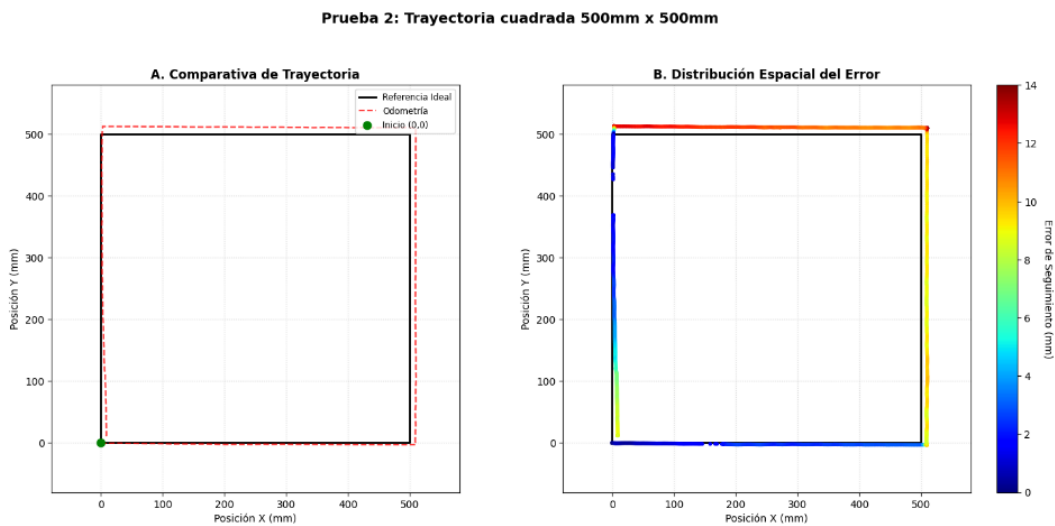 Prueba 2: Trayectoria cuadrada 500mm x 500mm
A. Comparativa de Trayectoria
Referencia Ideal
Odometría
Inicio (0,0)
500
400
300
200
100
0
Posición Y (mm)
0 100 200 300 400 500
Posición X (mm)
B. Distribución Espacial del Error
500
400
300
200
100
0
Posición Y (mm)
0 100 200 300 400 500
Posición X (mm)
14
12
10
8
6
4
2
0
Error de Seguimiento (mm)